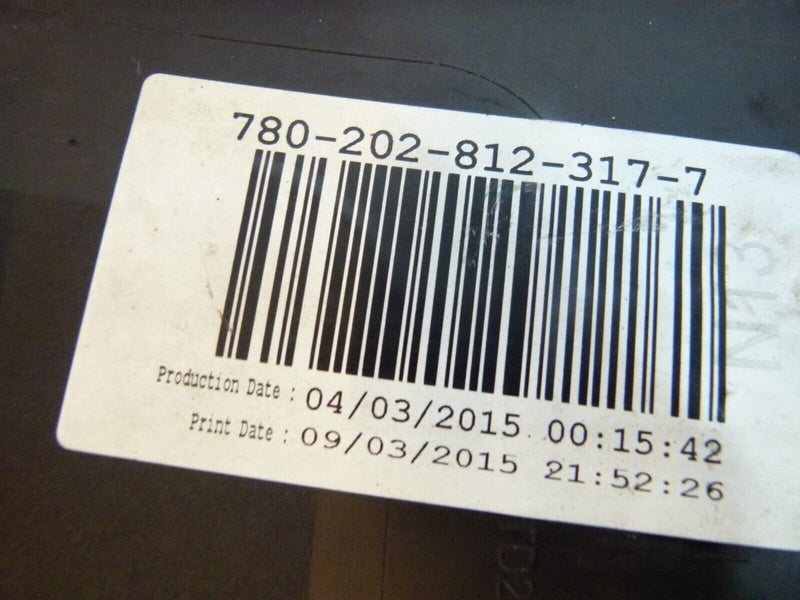 780-202-812-317-7
N13
Production Date : 04/03/2015 00:15:42
Print Date : 09/03/2015 21:52:26